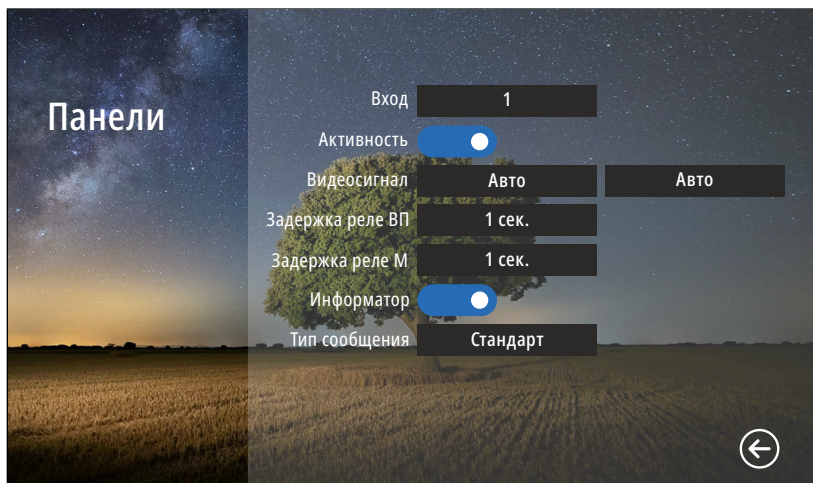 Панели
Вход 1
Активность
Видеосигнал Авто Авто
Задержка реле ВП 1 сек.
Задержка реле М 1 сек.
Информатор
Тип сообщения Стандарт